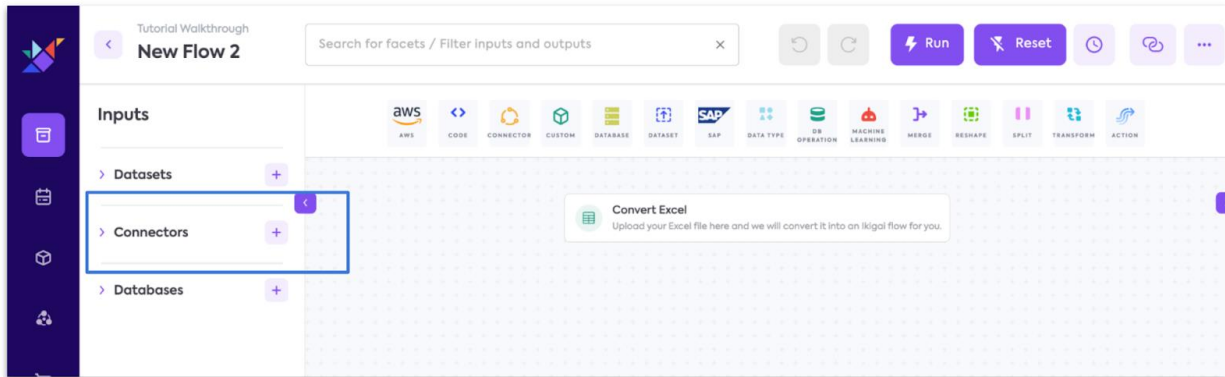 Tutorial Walkthrough
New Flow 2
Search for facets / Filter inputs and outputs
Run
Reset
Inputs
aws
SAP
AWS
CODE
CONNECTOR
CUSTOM
DATABASE
DATASET
SAP
DATA TYPE
DB OPERATION
MACHINE LEARNING
MERGE
RESHAPE
SPLIT
TRANSFORM
ACTION
Datasets
Connectors
Databases
Convert Excel
Upload your Excel file here and we will convert it into an Ikigai flow for you.